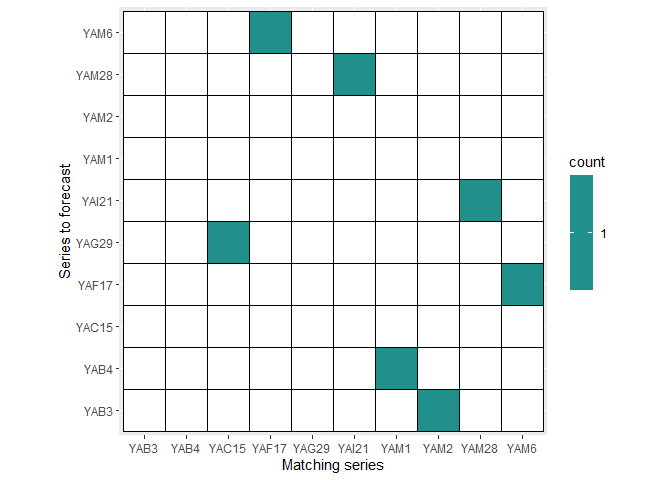 YAM6
YAM28
YAM2
YAM1
YAI21
YAG29
YAF17
YAC15
YAB4
YAB3
Series to forecast
YAB3 YAB4 YAC15 YAF17 YAG29 YAI21 YAM1 YAM2 YAM28 YAM6
Matching series
count
1